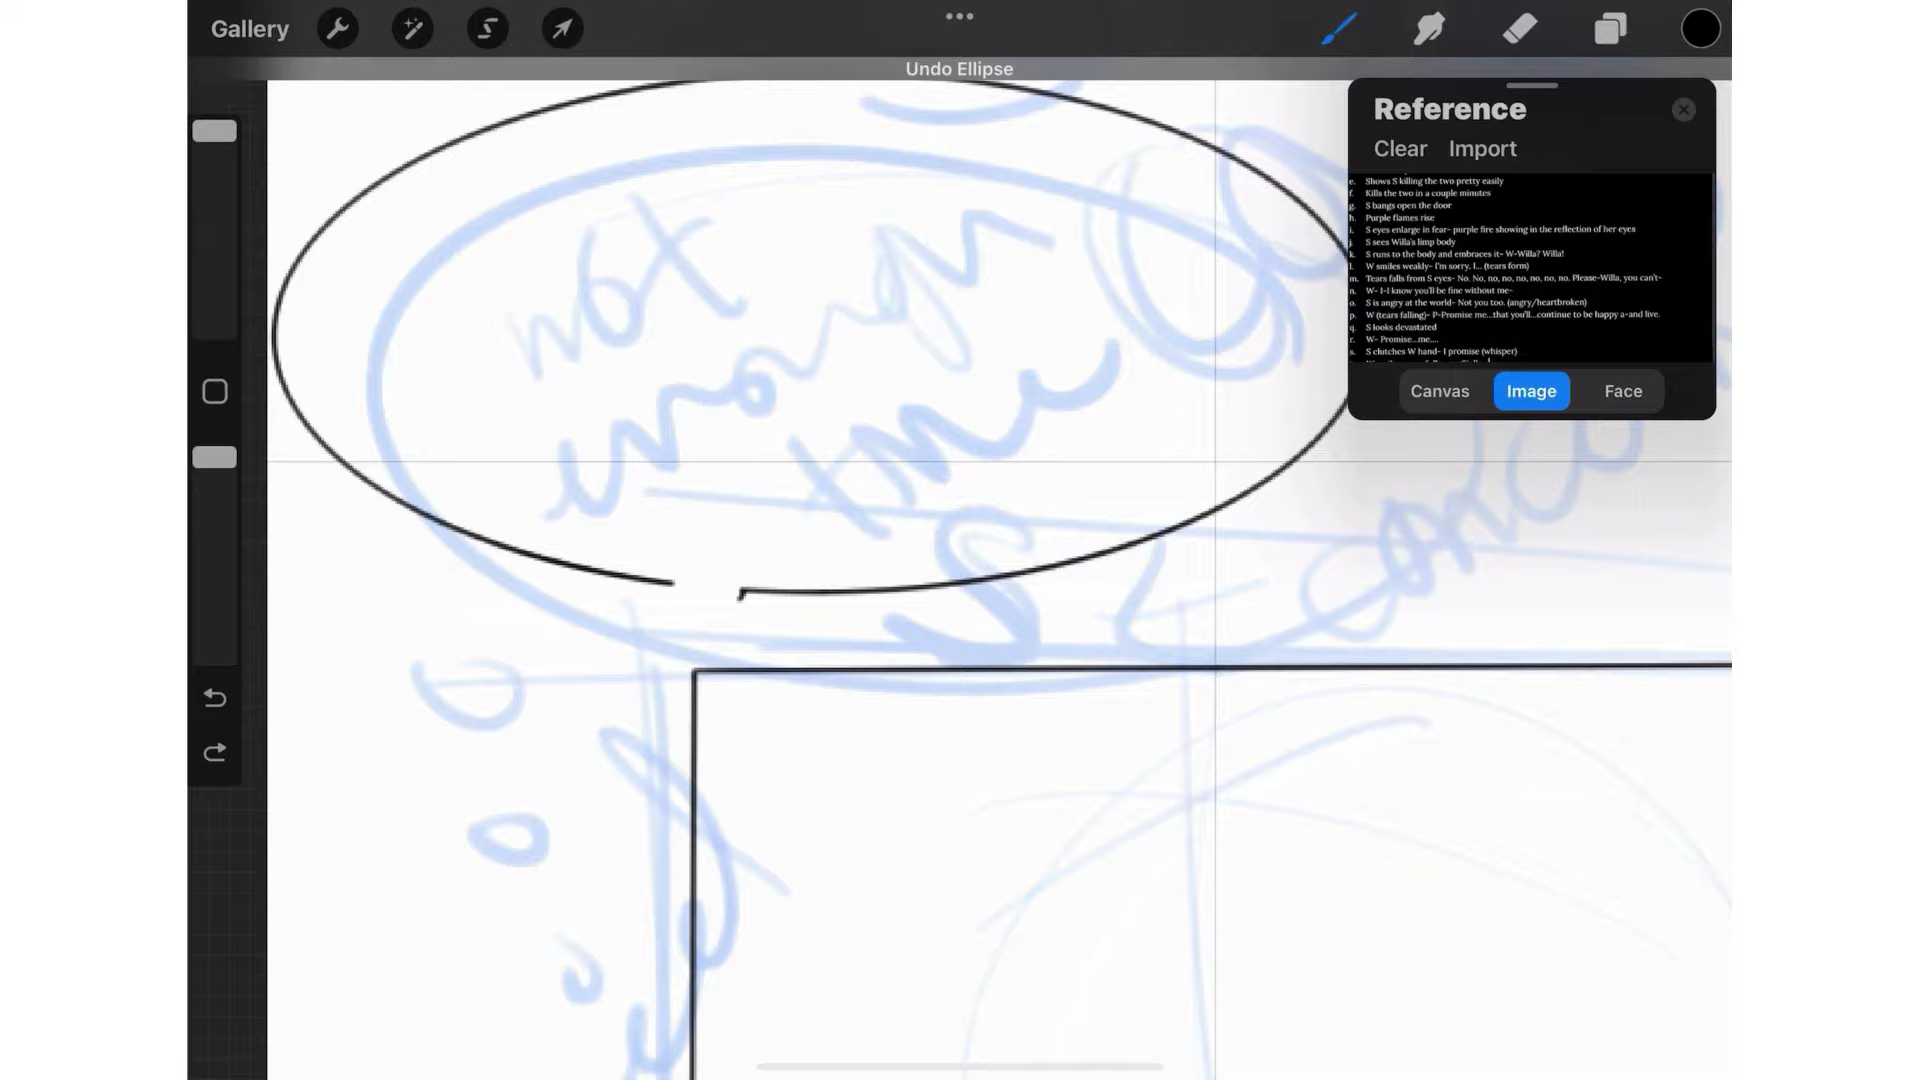 Gallery
Undo Ellipse
Reference
Clear Import
e. Shows S killing the two pretty easily
f. Kills the two in a couple minutes
g. S bangs open the door
h. Purple flames rise
i. S eyes enlarge in fear- purple fire showing in the reflection of her eyes
j. S sees Willa's limp body
k. S runs to the body and embraces it- W-Willa? Willa!
l. W smiles weakly- I'm sorry, I... (tears form)
m. Tears falls from S eyes- No. No, no, no, no, no, no, no. Please-Willa, you can't-
n. W- I-I know you'll be fine without me-
o. S is angry at the world- Not you too. (angry/heartbroken)
p. W (tears falling)- P-Promise me...that you'll...continue to be happy a-and live.
q. S looks devastated
r. W- Promise...me....
s. S clutches W hand- I promise (whisper)
Canvas Image Face
not
enough
time